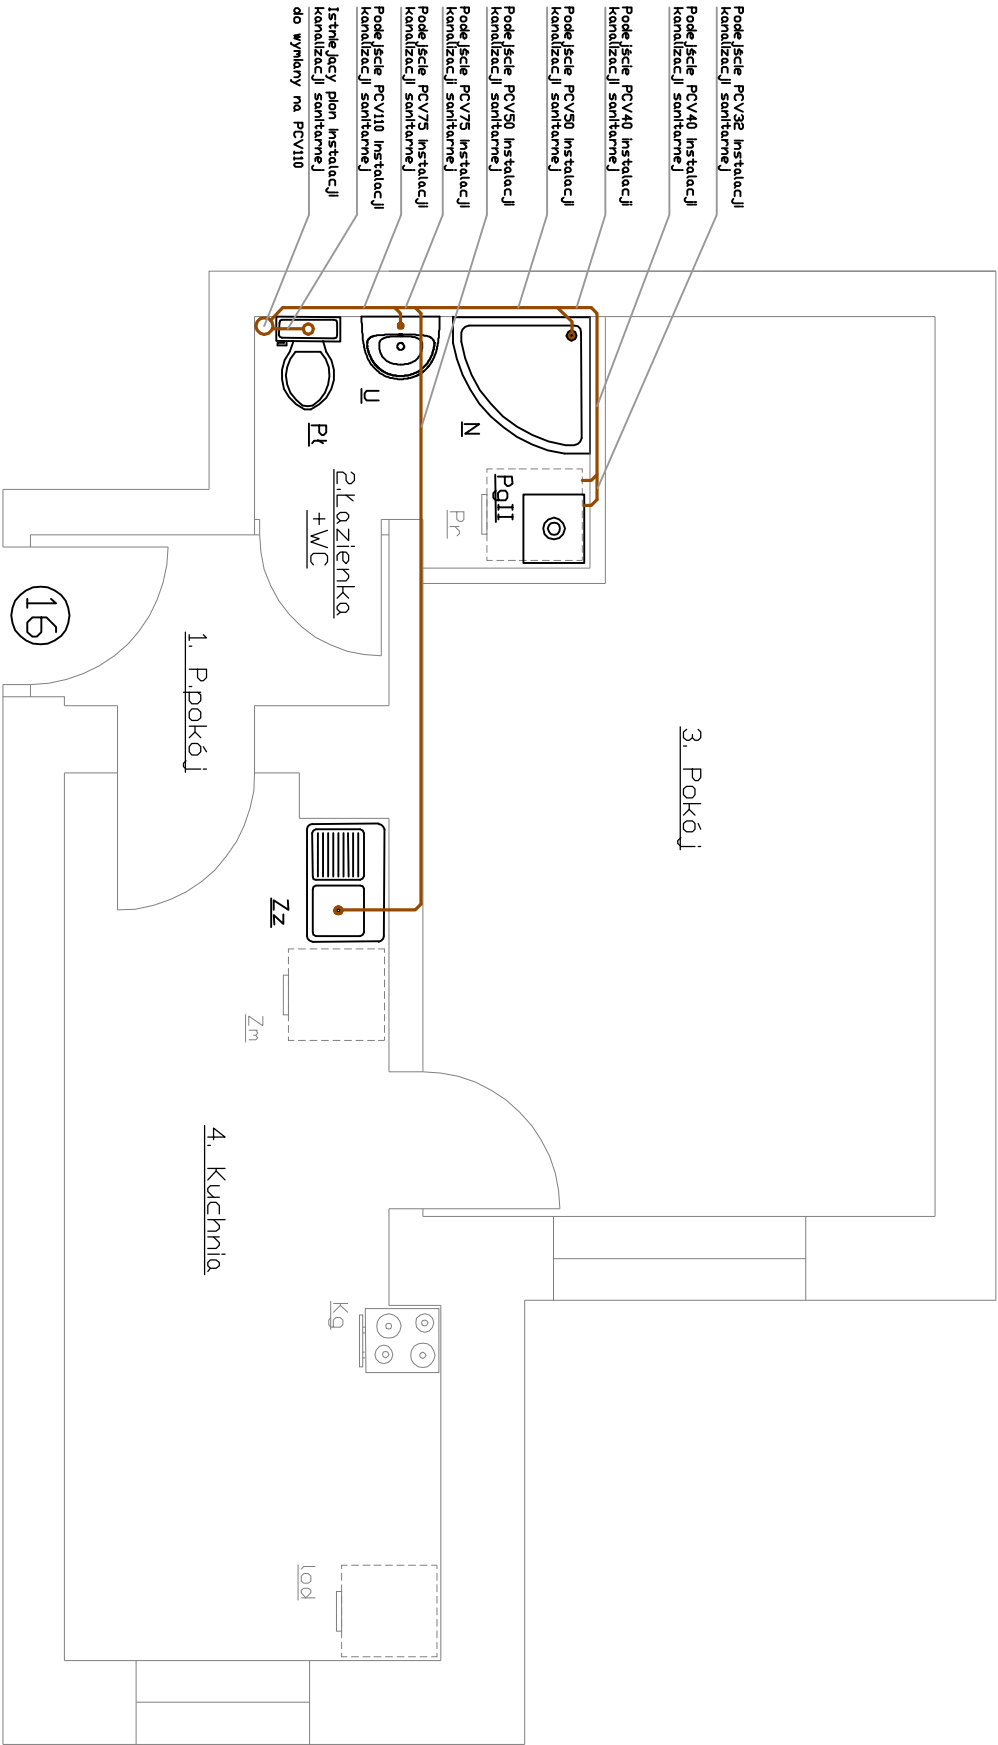 Podejście PCV32 instalacji
kanalizacji sanitarnej
Podejście PCV40 instalacji
kanalizacji sanitarnej
Podejście PCV40 instalacji
kanalizacji sanitarnej
Podejście PCV50 instalacji
kanalizacji sanitarnej
Podejście PCV50 instalacji
kanalizacji sanitarnej
Podejście PCV75 instalacji
kanalizacji sanitarnej
Podejście PCV75 instalacji
kanalizacji sanitarnej
Podejście PCV110 instalacji
kanalizacji sanitarnej
Istniejacy pion instalacji
kanalizacji sanitarnej
do wymiany na PCV110
N
U
Pł
PgII
Pr
2.Łazienka
+WC
16
1. P.pokój
3. Pokój
Zz
Zm
4. Kuchnia
Kg
lod